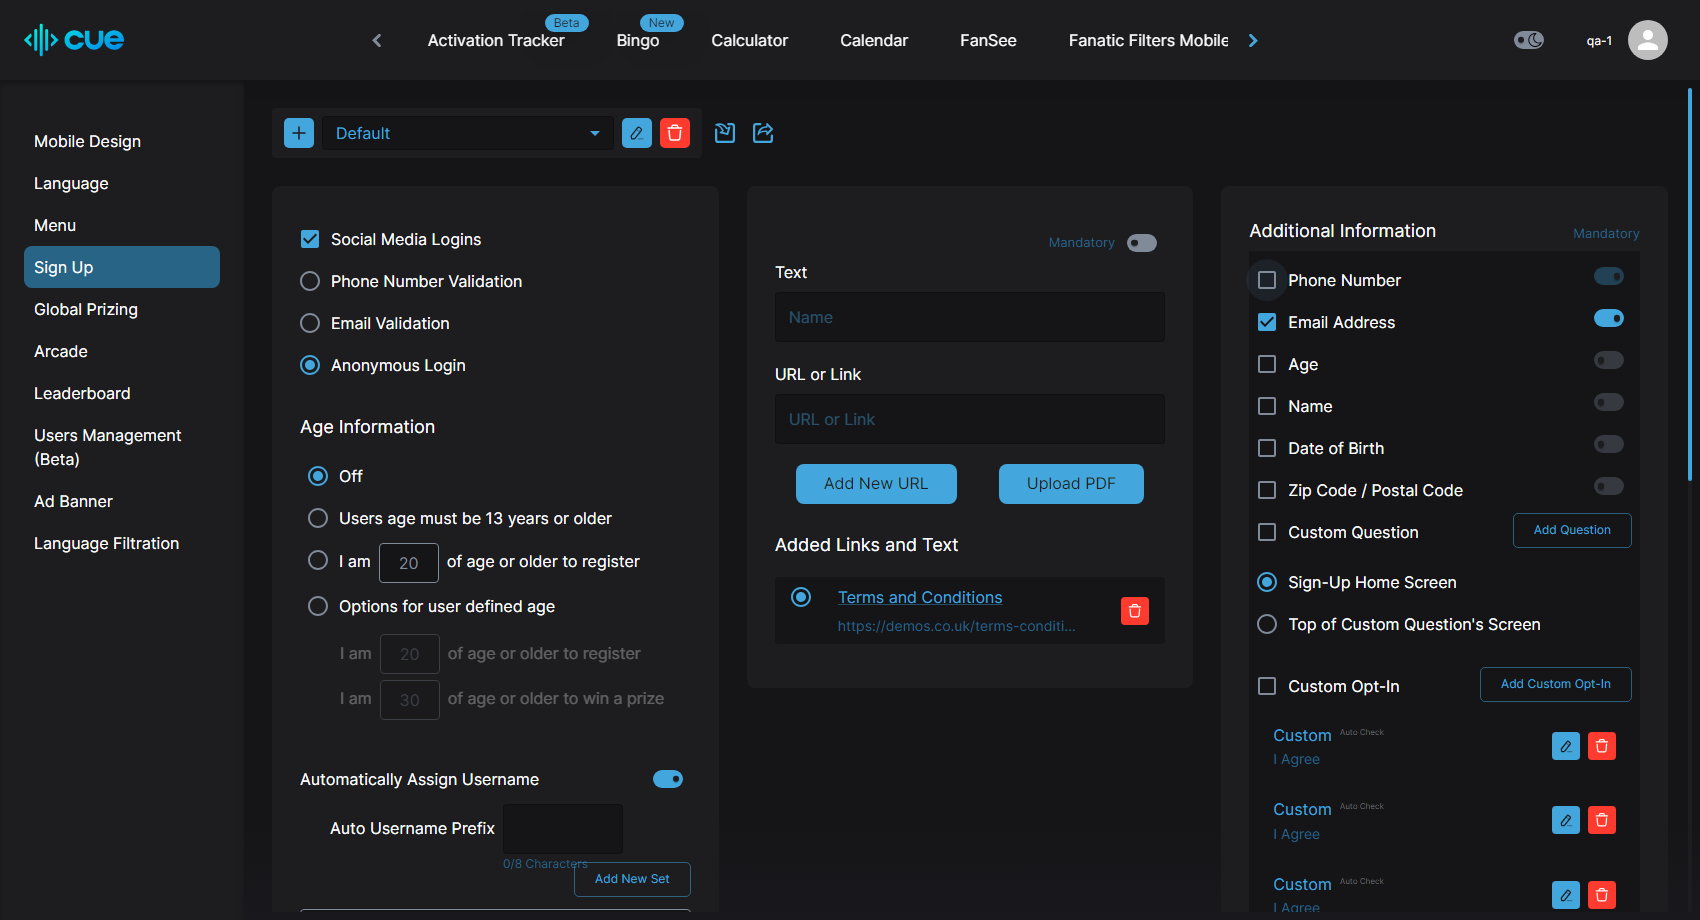 cue
Activation Tracker
Beta
Bingo
New
Calculator
Calendar
FanSee
Fanatic Filters Mobile
qa-1
Mobile Design
Language
Menu
Sign Up
Global Prizing
Arcade
Leaderboard
Users Management
(Beta)
Ad Banner
Language Filtration
Default
Social Media Logins
Phone Number Validation
Email Validation
Anonymous Login
Age Information
Off
Users age must be 13 years or older
I am 20 of age or older to register
Options for user defined age
I am 20 of age or older to register
I am 30 of age or older to win a prize
Automatically Assign Username
Auto Username Prefix
0/8 Characters
Add New Set
Mandatory
Text
Name
URL or Link
URL or Link
Add New URL
Upload PDF
Added Links and Text
Terms and Conditions
https://demos.co.uk/terms-conditi...
Additional Information
Mandatory
Phone Number
Email Address
Age
Name
Date of Birth
Zip Code / Postal Code
Custom Question
Add Question
Sign-Up Home Screen
Top of Custom Question's Screen
Custom Opt-In
Add Custom Opt-In
Custom Auto Check
I Agree
Custom Auto Check
I Agree
Custom Auto Check
I Agree